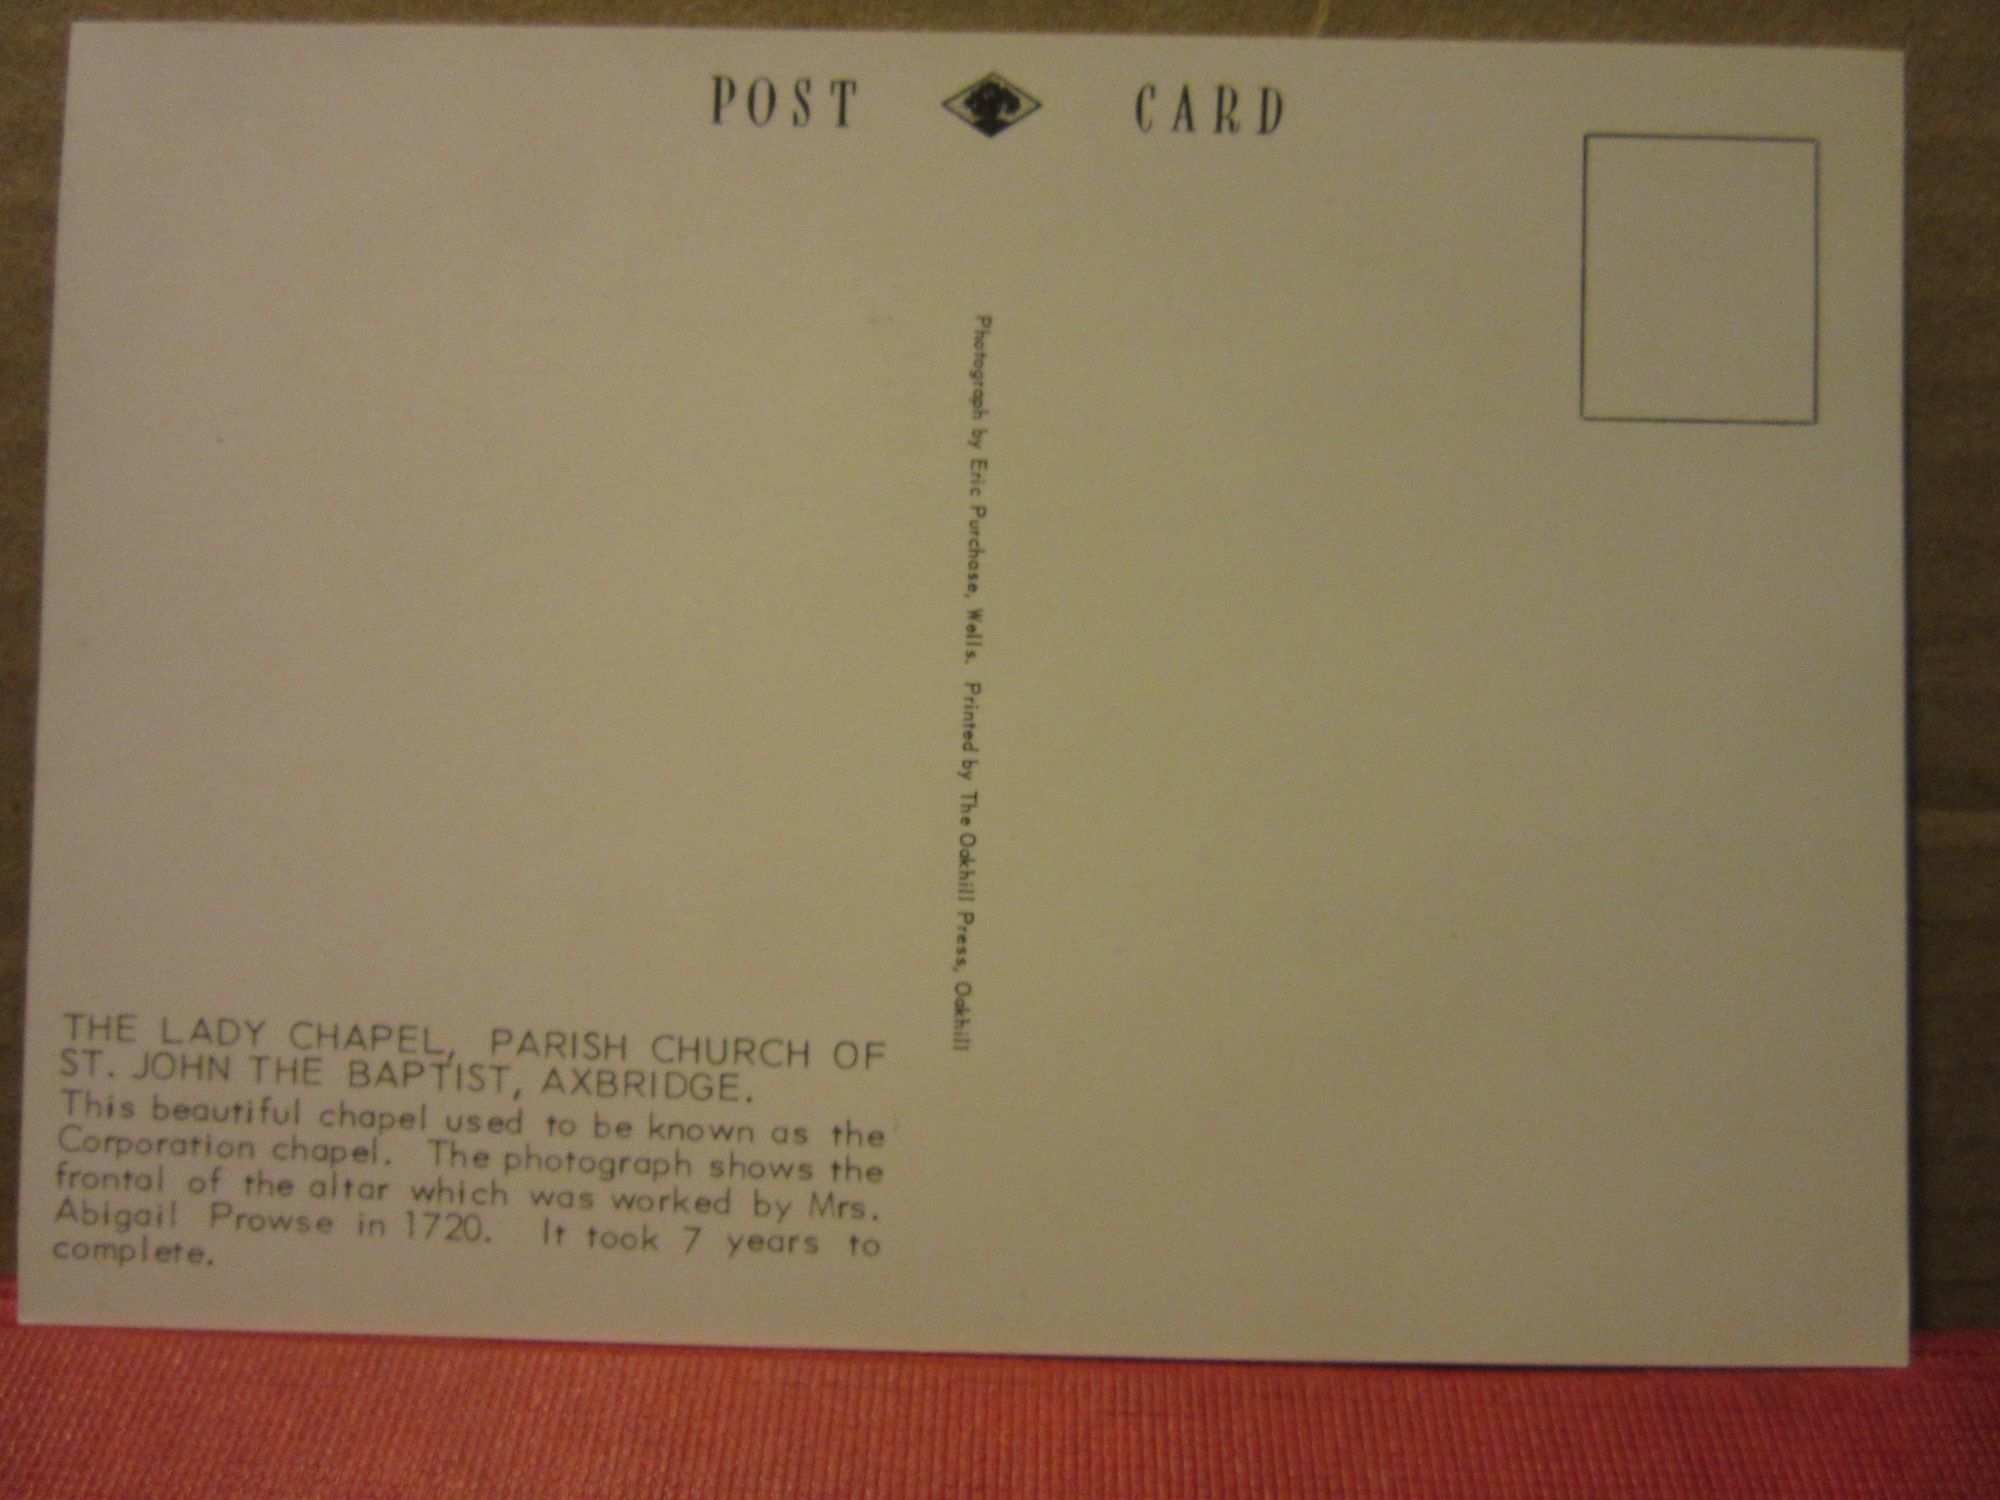 POST CARD
Photograph by Eric Purchase, Wells. Printed by The Oakhill Press, Oakhill
THE LADY CHAPEL, PARISH CHURCH OF
ST. JOHN THE BAPTIST, AXBRIDGE.
This beautiful chapel used to be known as the
Corporation chapel. The photograph shows the
frontal of the altar which was worked by Mrs.
Abigail Prowse in 1720. It took 7 years to
complete.